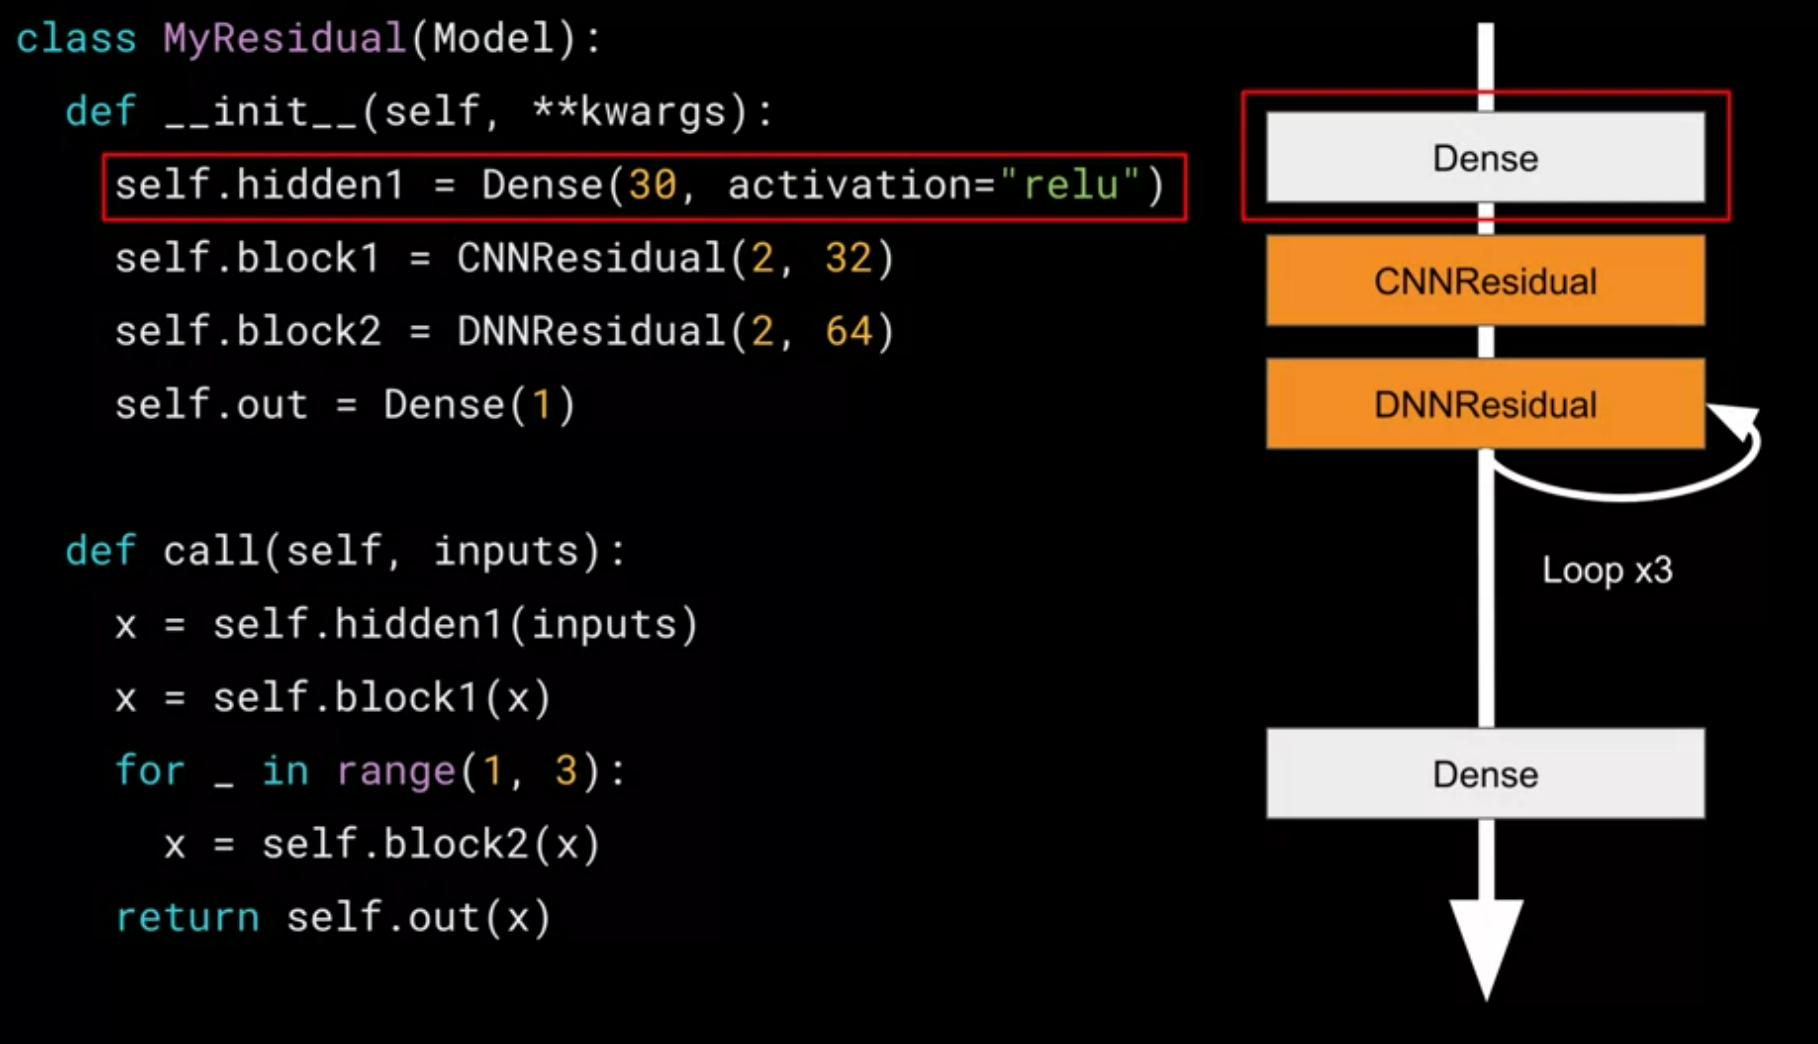 class MyResidual(Model):
  def __init__(self, **kwargs):
    self.hidden1 = Dense(30, activation="relu")
    self.block1 = CNNResidual(2, 32)
    self.block2 = DNNResidual(2, 64)
    self.out = Dense(1)
  def call(self, inputs):
    x = self.hidden1(inputs)
    x = self.block1(x)
    for _ in range(1, 3):
      x = self.block2(x)
    return self.out(x)
Dense
CNNResidual
DNNResidual
Loop x3
Dense